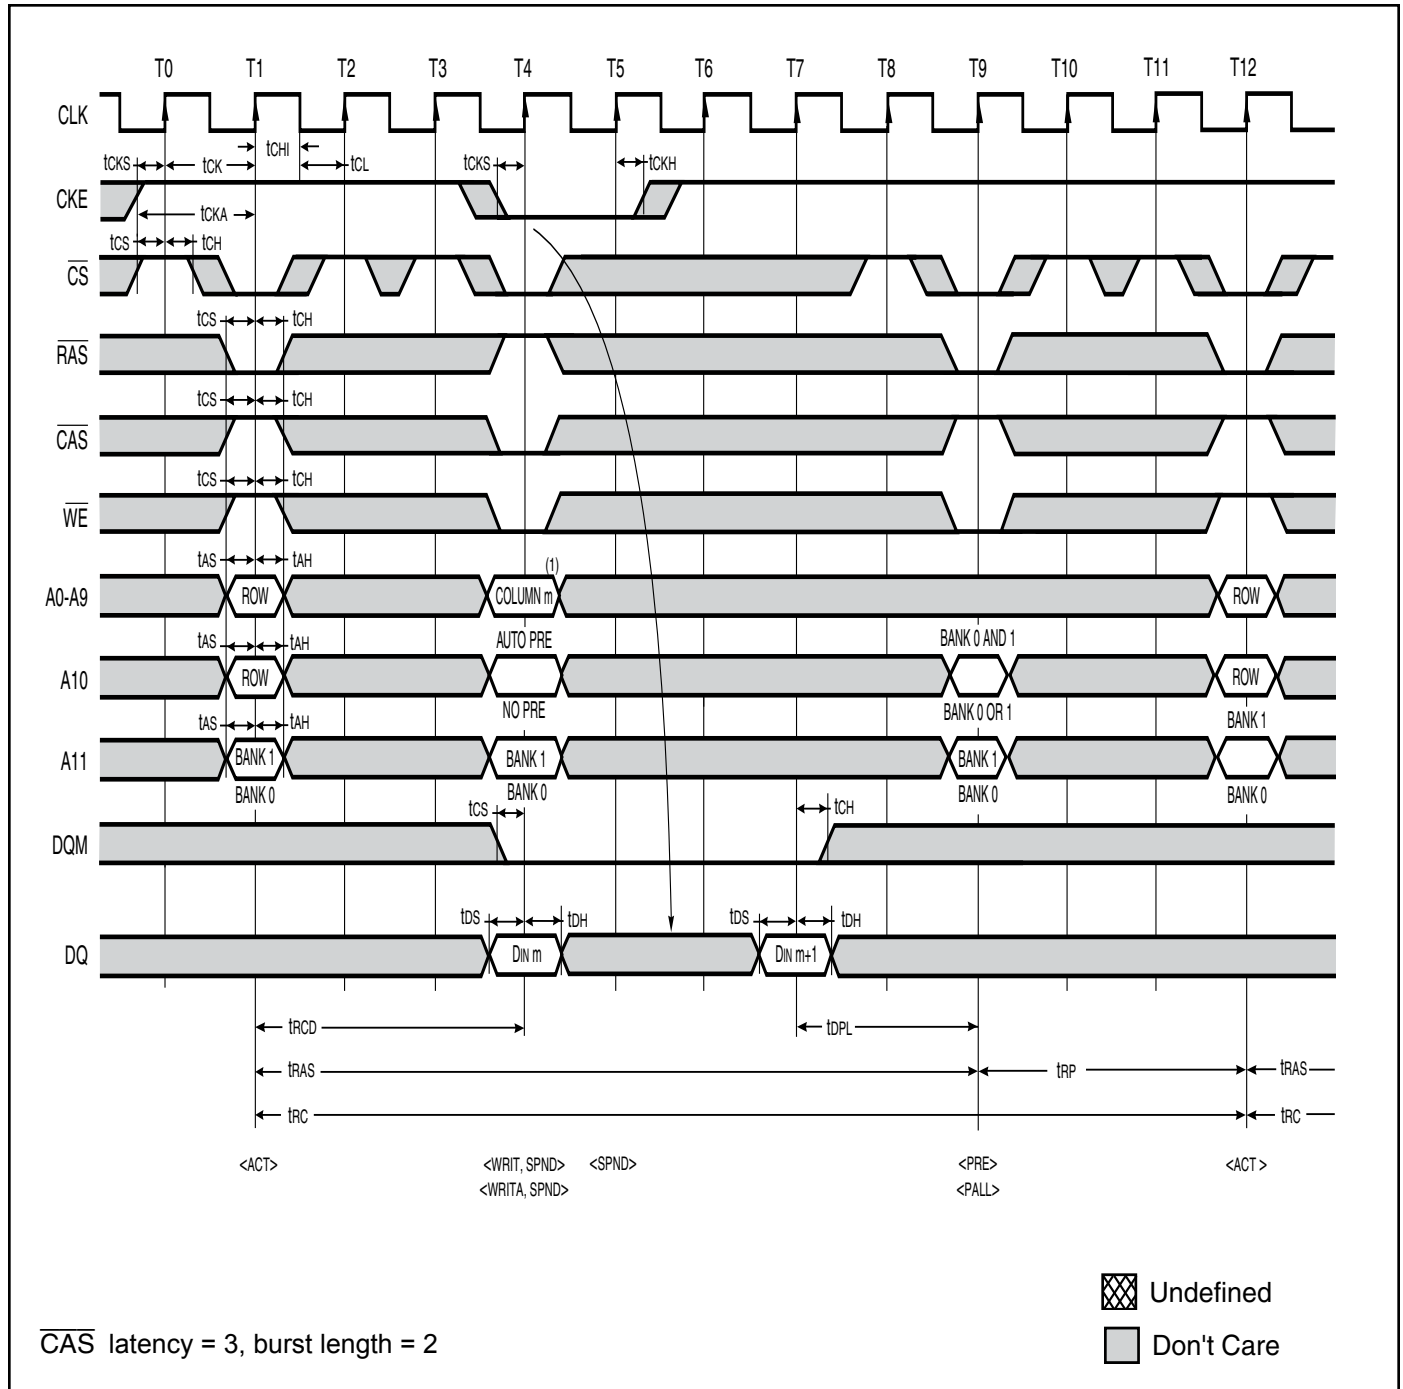 T0 T1 T2 T3 T4 T5 T6 T7 T8 T9 T10 T11 T12
CLK
tCHI
tCKS tCK tCL tCKS tCKH
CKE
tCKA
tCS tCH
CS
tCS tCH
RAS
tCS tCH
CAS
tCS tCH
WE
tAS tAH (1)
A0-A9 ROW COLUMN m ROW
tAS tAH AUTO PRE BANK 0 AND 1
A10 ROW ROW
NO PRE BANK 0 OR 1 BANK 1
tAS tAH
A11 BANK 1 BANK 1 BANK 1
BANK 0 BANK 0 BANK 0 BANK 0
tCS tCH
DQM
tDS tDH tDS tDH
DQ DIN m DIN m+1
tRCD tDPL
tRAS tRP tRAS
tRC tRC
<ACT> <WRIT, SPND> <SPND> <PRE> <ACT >
<WRITA, SPND> <PALL>
Undefined
CAS latency = 3, burst length = 2
Don't Care